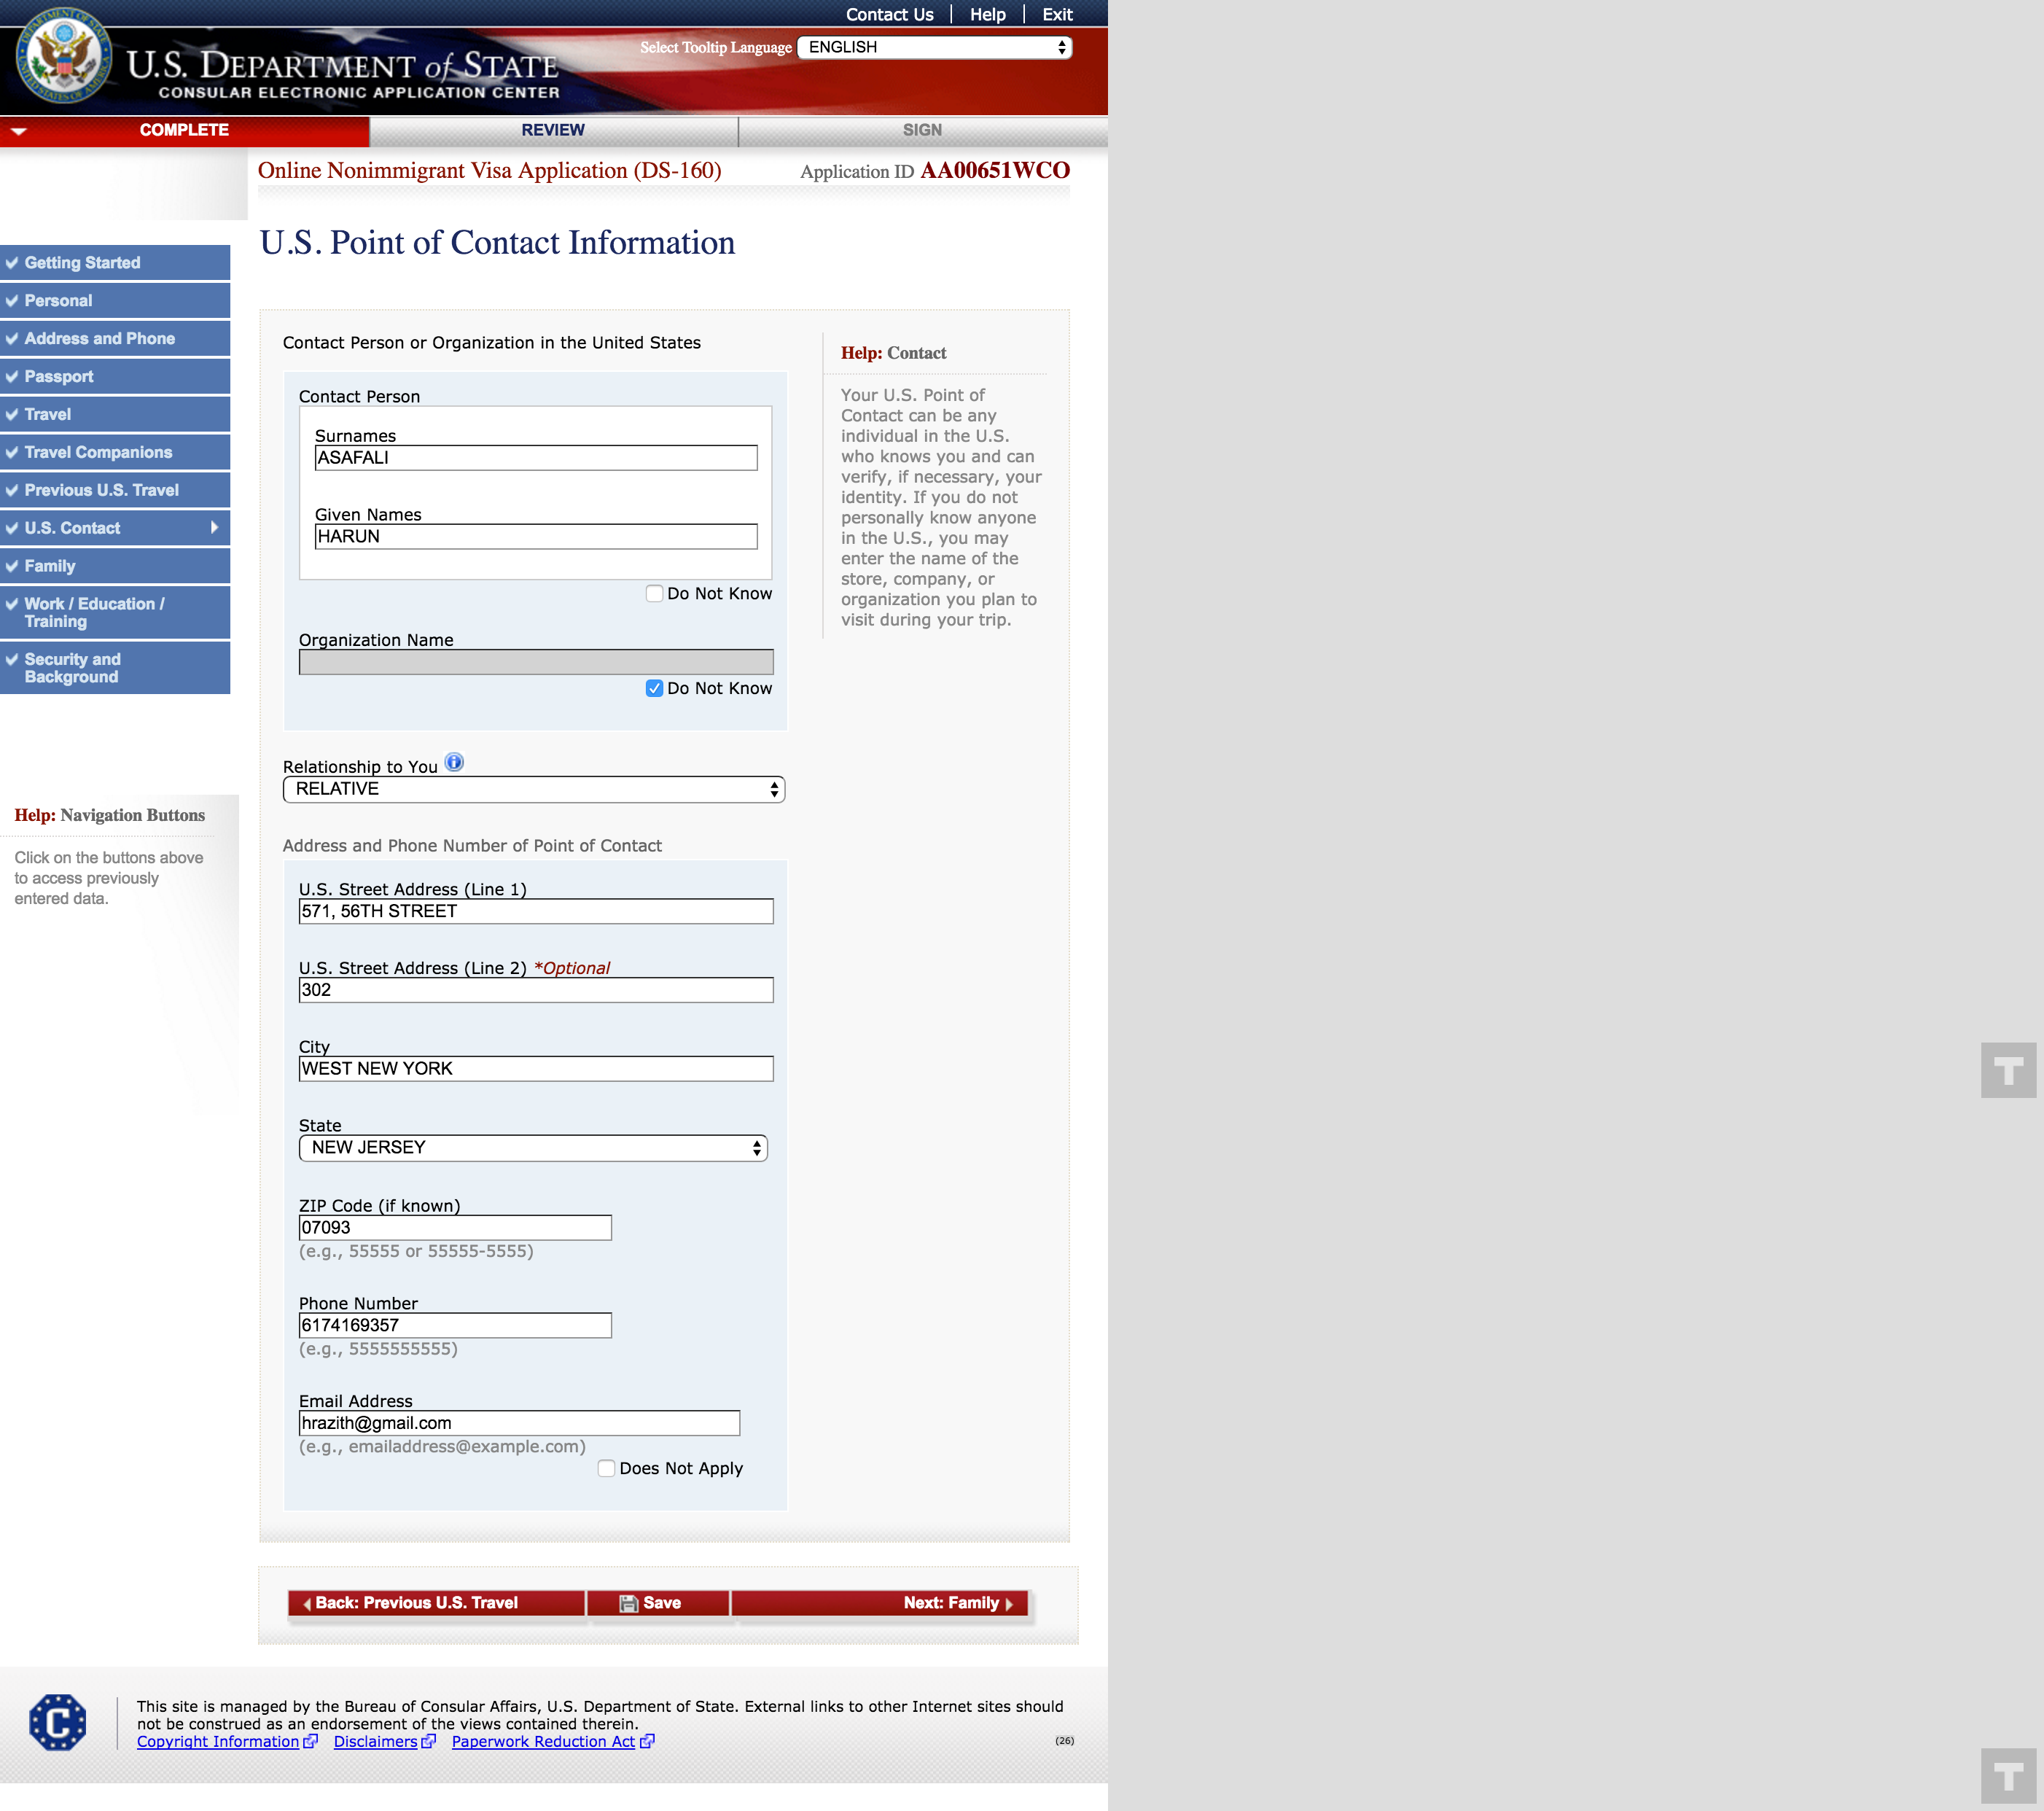 Contact Us Help Exit
Select Tooltip Language ENGLISH
U.S. DEPARTMENT of STATE
CONSULAR ELECTRONIC APPLICATION CENTER
COMPLETE REVIEW SIGN
Online Nonimmigrant Visa Application (DS-160) Application ID AA00651WCO
U.S. Point of Contact Information
Getting Started
Personal
Address and Phone
Passport
Travel
Travel Companions
Previous U.S. Travel
U.S. Contact
Family
Work / Education /
Training
Security and
Background
Help: Navigation Buttons
Click on the buttons above
to access previously
entered data.
Contact Person or Organization in the United States
Contact Person
Surnames
ASAFALI
Given Names
HARUN
Do Not Know
Organization Name
Do Not Know
Relationship to You
RELATIVE
Address and Phone Number of Point of Contact
U.S. Street Address (Line 1)
571, 56TH STREET
U.S. Street Address (Line 2) *Optional
302
City
WEST NEW YORK
State
NEW JERSEY
ZIP Code (if known)
07093
(e.g., 55555 or 55555-5555)
Phone Number
6174169357
(e.g., 5555555555)
Email Address
hrazith@gmail.com
(e.g., emailaddress@example.com)
Does Not Apply
Help: Contact
Your U.S. Point of
Contact can be any
individual in the U.S.
who knows you and can
verify, if necessary, your
identity. If you do not
personally know anyone
in the U.S., you may
enter the name of the
store, company, or
organization you plan to
visit during your trip.
Back: Previous U.S. Travel Save Next: Family
C
This site is managed by the Bureau of Consular Affairs, U.S. Department of State. External links to other Internet sites should
not be construed as an endorsement of the views contained therein.
Copyright Information Disclaimers Paperwork Reduction Act
(26)
T
T